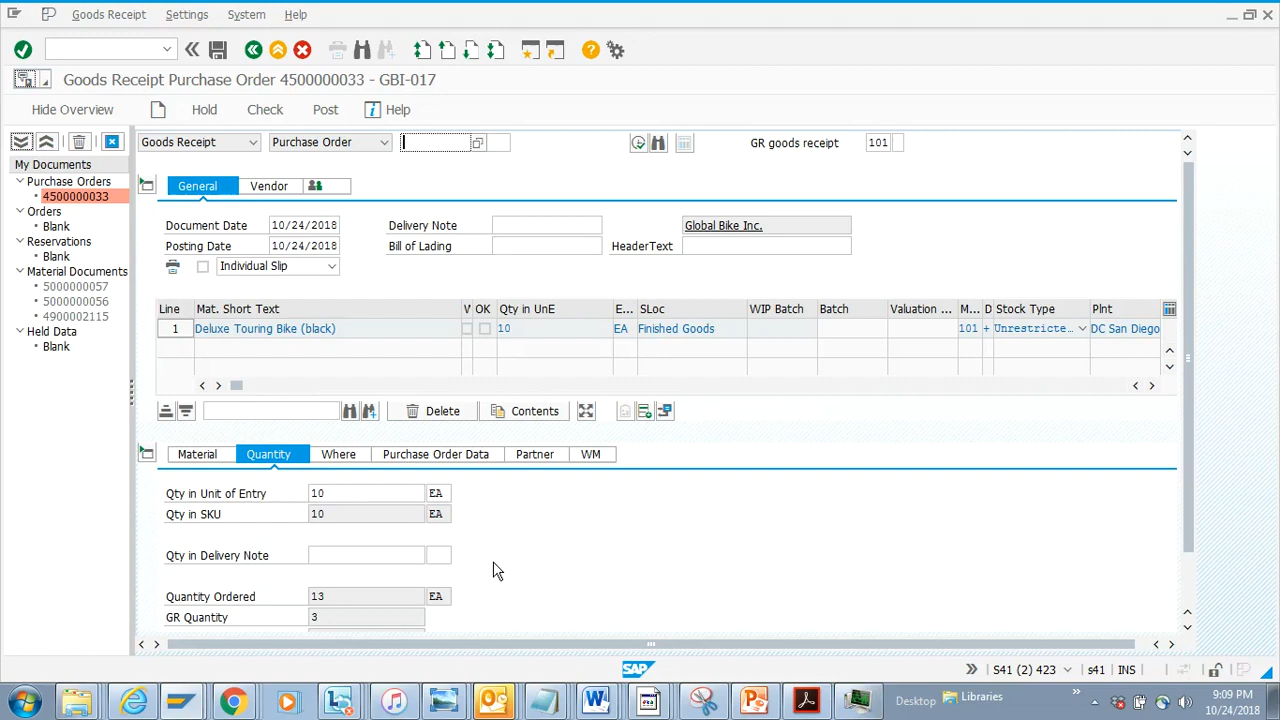 Goods Receipt Settings System Help
Goods Receipt Purchase Order 4500000033 - GBI-017
Hide Overview Hold Check Post Help
Goods Receipt Purchase Order GR goods receipt 101
My Documents
Purchase Orders
4500000033
Orders
Blank
Reservations
Blank
Material Documents
5000000057
5000000056
4900002115
Held Data
Blank
General Vendor
Document Date 10/24/2018 Delivery Note Global Bike Inc.
Posting Date 10/24/2018 Bill of Lading HeaderText
Individual Slip
Line Mat. Short Text OK Qty in UnE E... SLoc WIP Batch Batch Valuation ... M... D Stock Type Plnt
1 Deluxe Touring Bike (black) 10 EA Finished Goods 101 + Unrestricte... DC San Diego
Delete Contents
Material Quantity Where Purchase Order Data Partner WM
Qty in Unit of Entry 10 EA
Qty in SKU 10 EA
Qty in Delivery Note
Quantity Ordered 13 EA
GR Quantity 3
SAP S41 (2) 423 s41 INS
Desktop Libraries
9:09 PM
10/24/2018